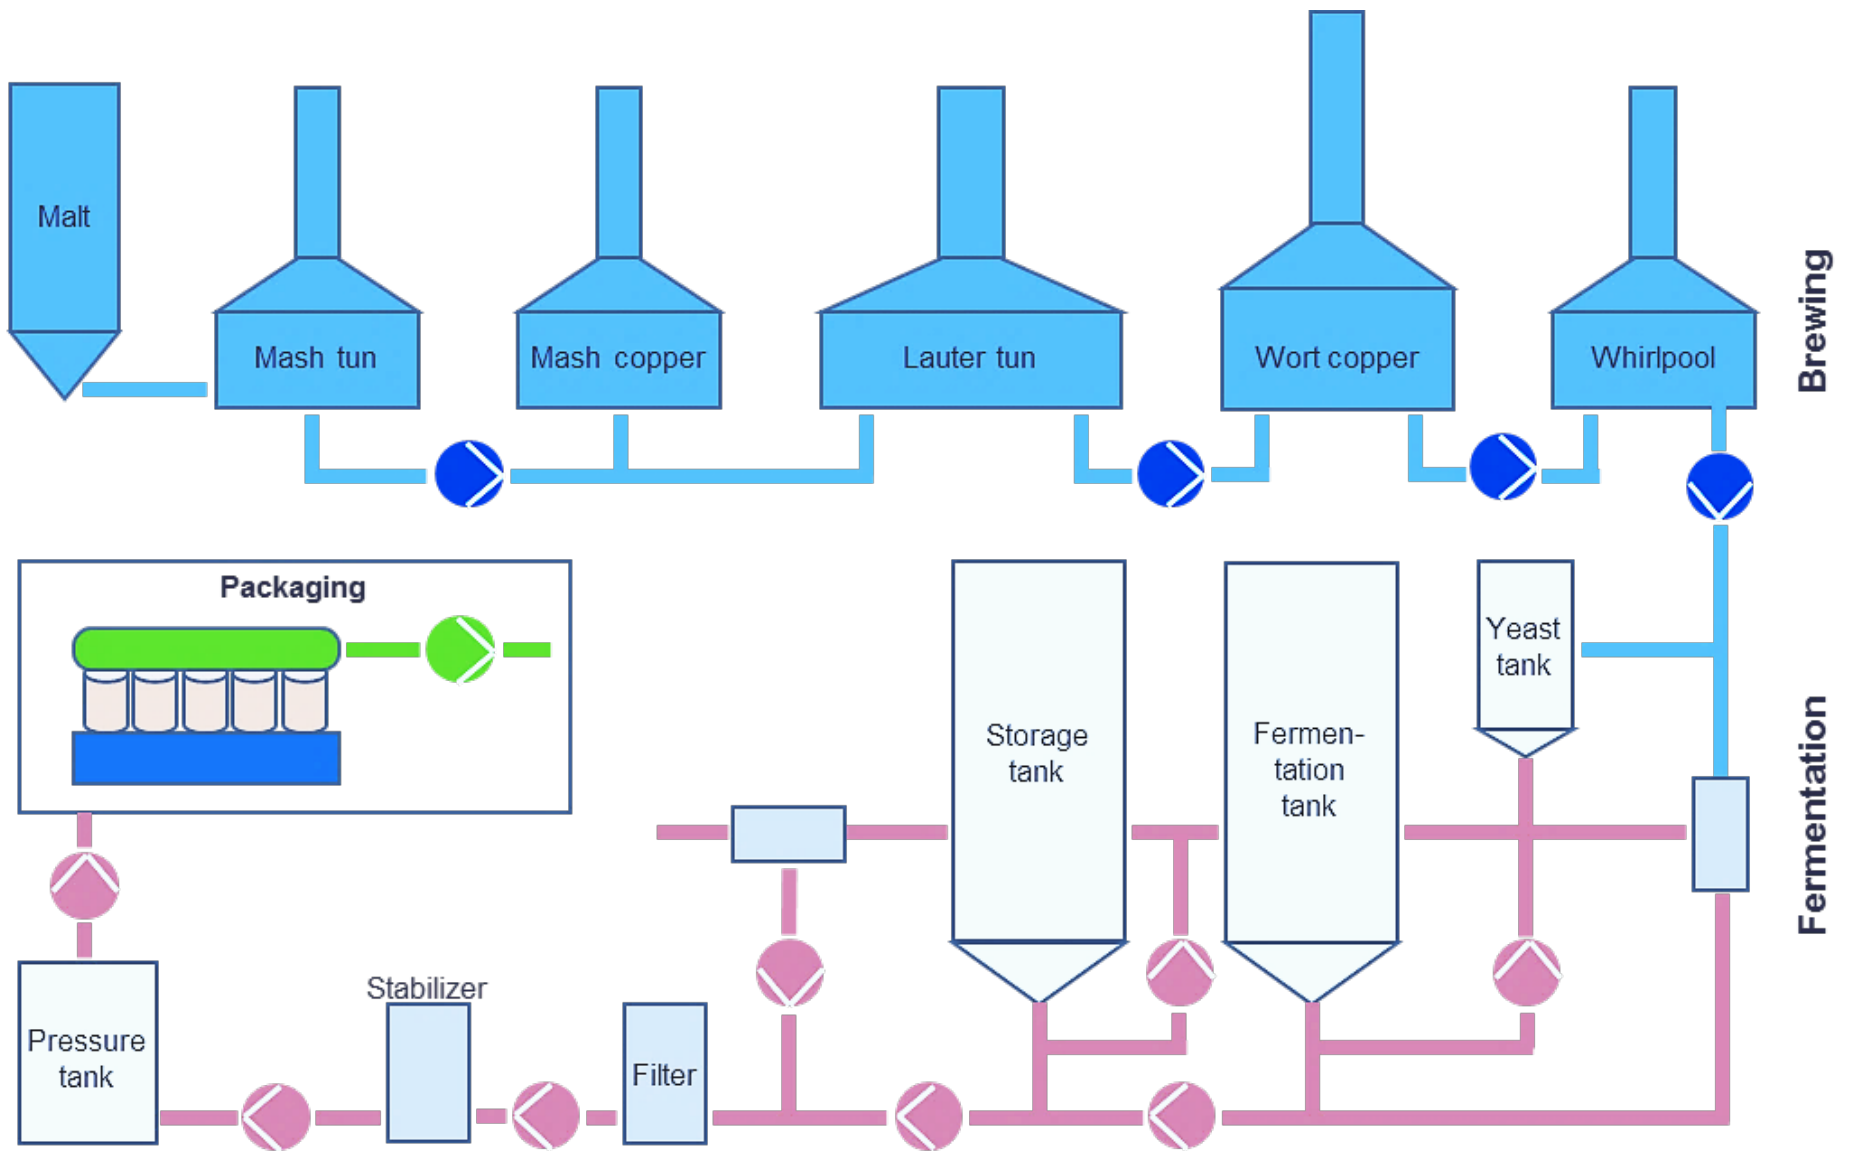 Malt
Mash tun
Mash copper
Lauter tun
Wort copper
Whirlpool
Brewing
Packaging
Storage
tank
Fermen-
tation
tank
Yeast
tank
Fermentation
Pressure
tank
Stabilizer
Filter